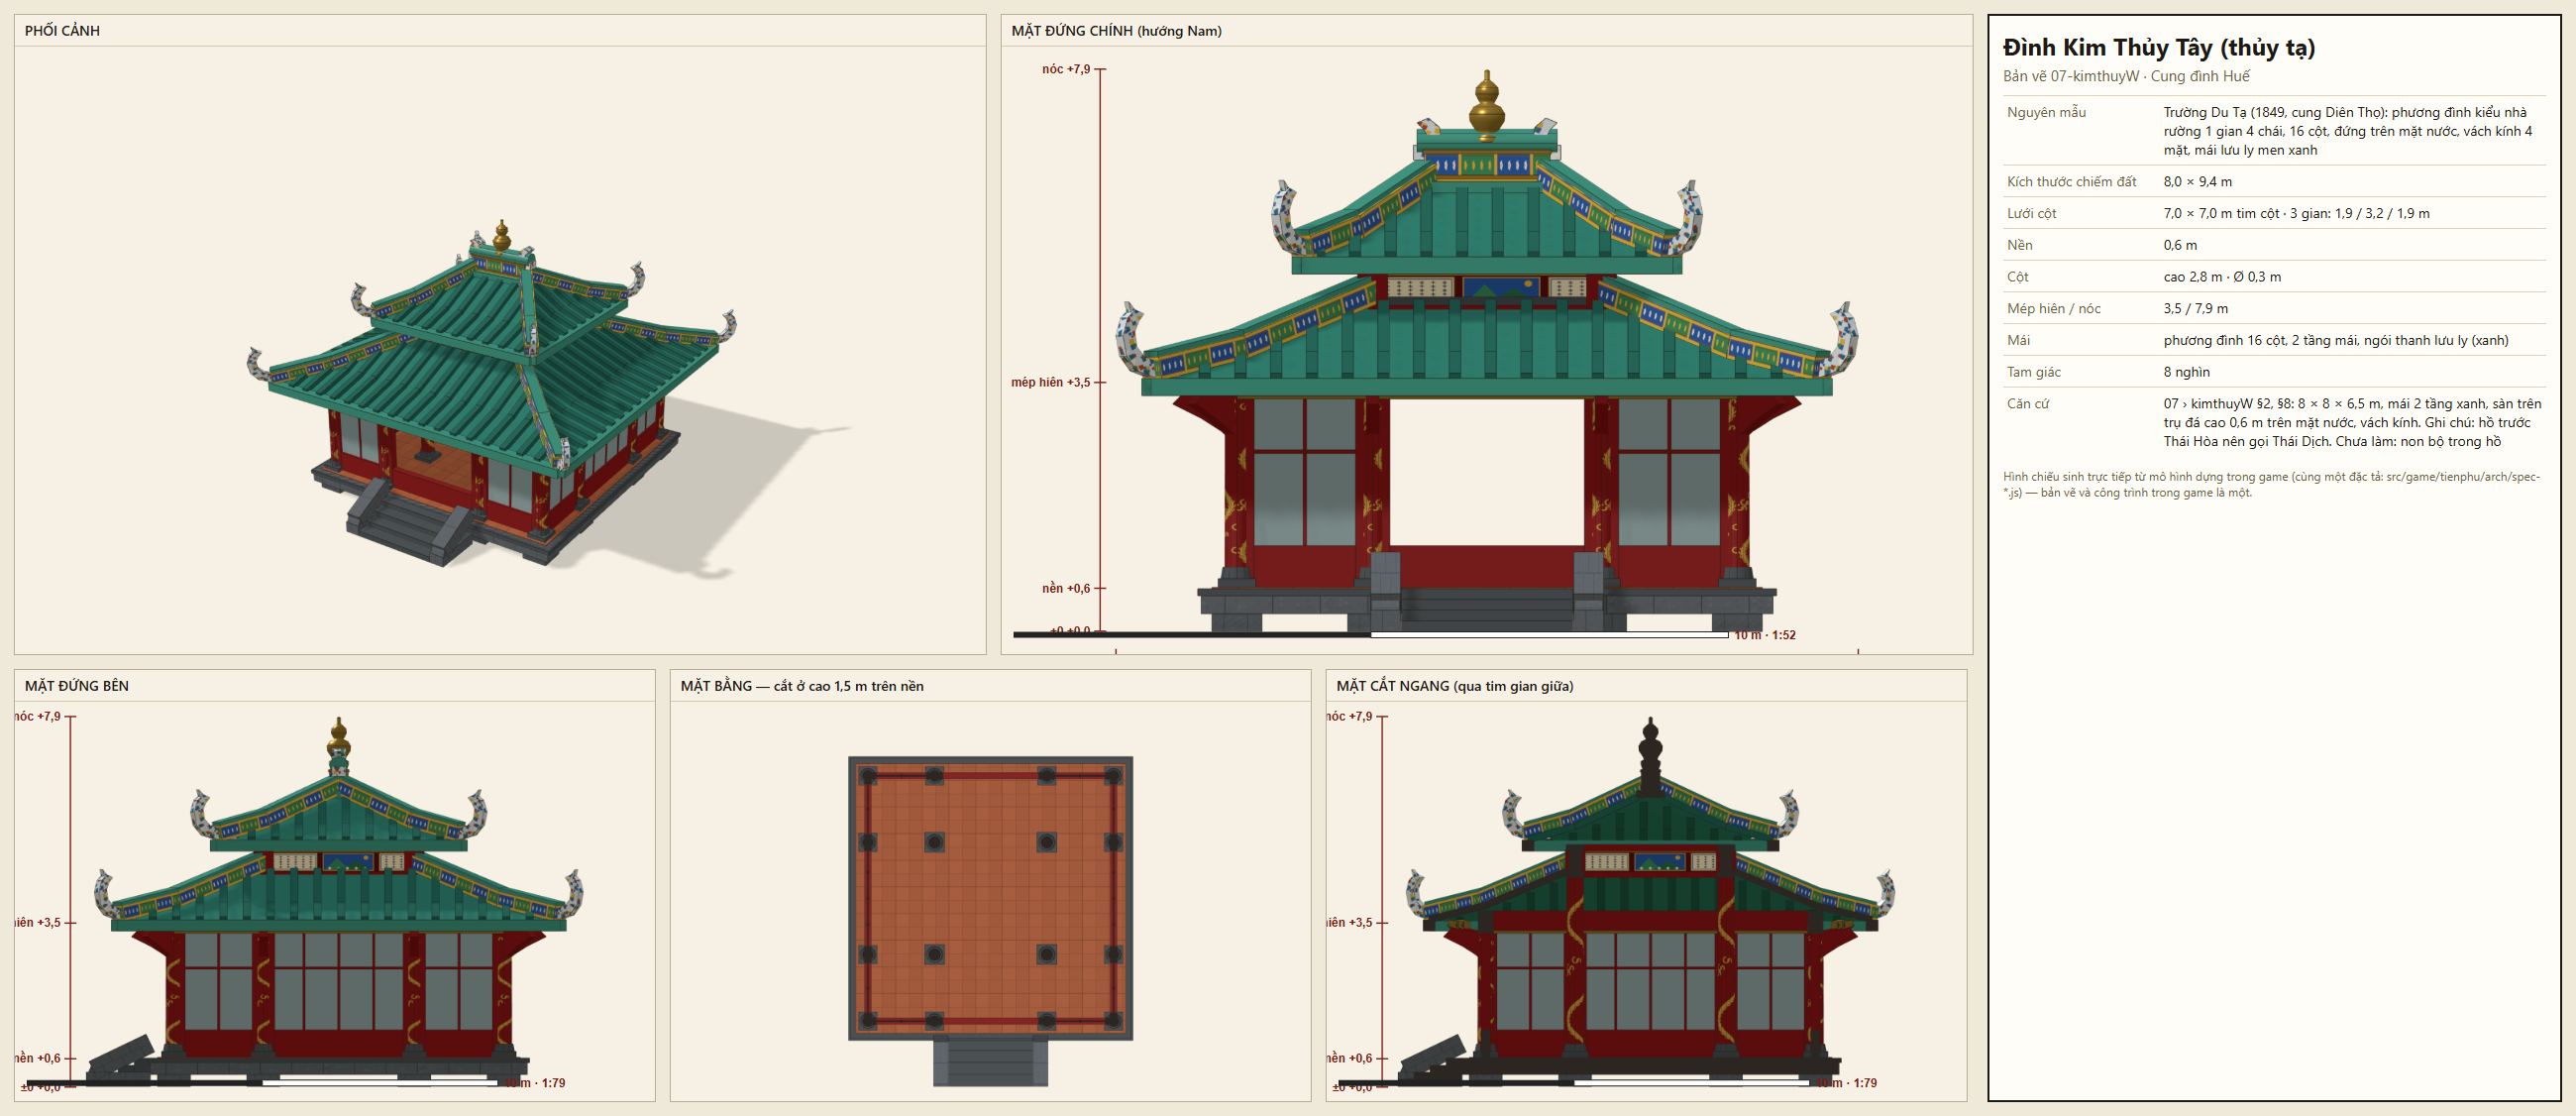 PHỐI CẢNH
MẶT ĐỨNG CHÍNH (hướng Nam)
nóc +7,9
mép hiên +3,5
nền +0,6
±0 +0,0
10 m · 1:52
MẶT ĐỨNG BÊN
nóc +7,9
hiên +3,5
nền +0,6
±0 +0,0
10 m · 1:79
MẶT BẰNG — cắt ở cao 1,5 m trên nền
MẶT CẮT NGANG (qua tim gian giữa)
nóc +7,9
hiên +3,5
nền +0,6
±0 +0,0
10 m · 1:79
Đình Kim Thủy Tây (thủy tạ)
Bản vẽ 07-kimthuyW · Cung đình Huế
Nguyên mẫu
Trường Du Tạ (1849, cung Diên Thọ): phương đình kiểu nhà
rường 1 gian 4 chái, 16 cột, đứng trên mặt nước, vách kính 4
mặt, mái lưu ly men xanh
Kích thước chiếm đất
8,0 × 9,4 m
Lưới cột
7,0 × 7,0 m tim cột · 3 gian: 1,9 / 3,2 / 1,9 m
Nền
0,6 m
Cột
cao 2,8 m · Ø 0,3 m
Mép hiên / nóc
3,5 / 7,9 m
Mái
phương đình 16 cột, 2 tầng mái, ngói thanh lưu ly (xanh)
Tam giác
8 nghìn
Căn cứ
07 › kimthuyW §2, §8: 8 × 8 × 6,5 m, mái 2 tầng xanh, sàn trên
trụ đá cao 0,6 m trên mặt nước, vách kính. Ghi chú: hồ trước
Thái Hòa nên gọi Thái Dịch. Chưa làm: non bộ trong hồ
Hình chiếu sinh trực tiếp từ mô hình dựng trong game (cùng một đặc tả: src/game/tienphu/arch/spec-
*.js) — bản vẽ và công trình trong game là một.